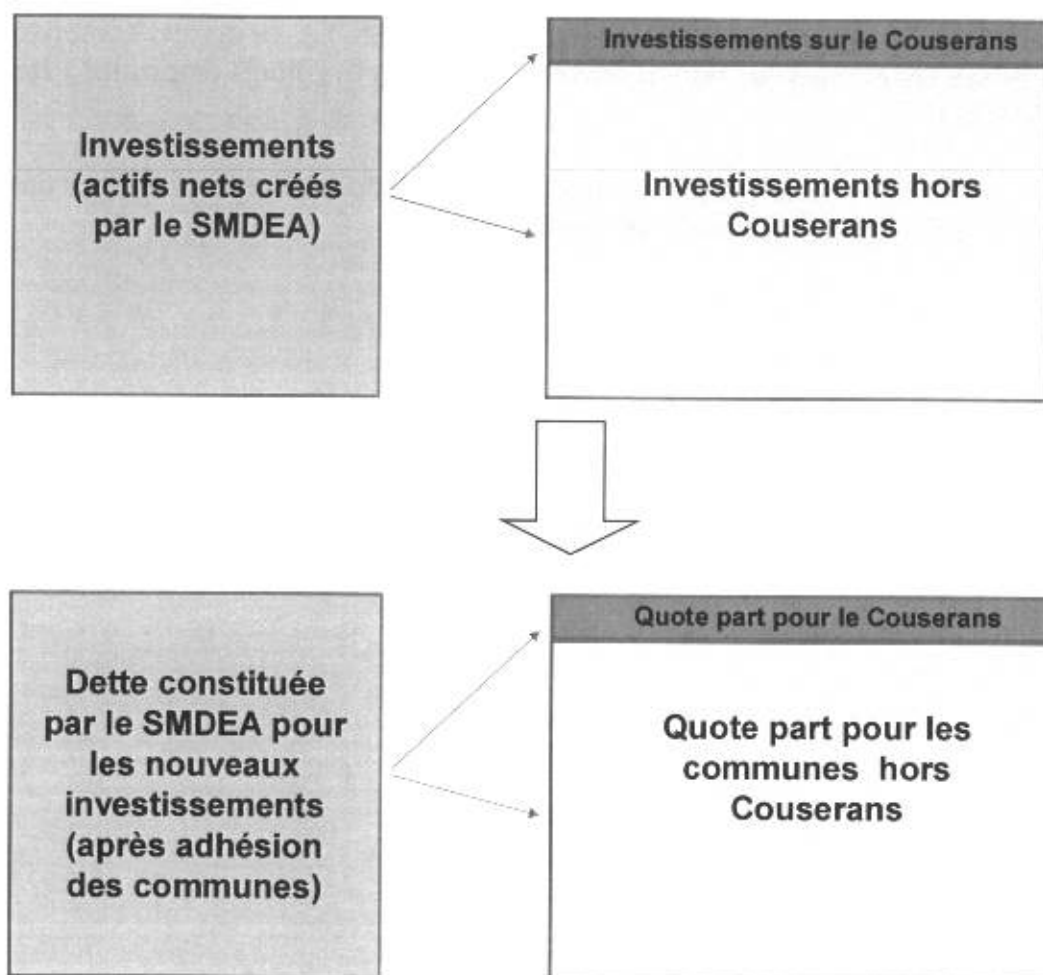 Investissements
(actifs nets créés
par le SMDEA)
Investissements sur le Couserans
Investissements hors
Couserans
Dette constituée
par le SMDEA pour
les nouveaux
investissements
(après adhésion
des communes)
Quote part pour le Couserans
Quote part pour les
communes hors
Couserans